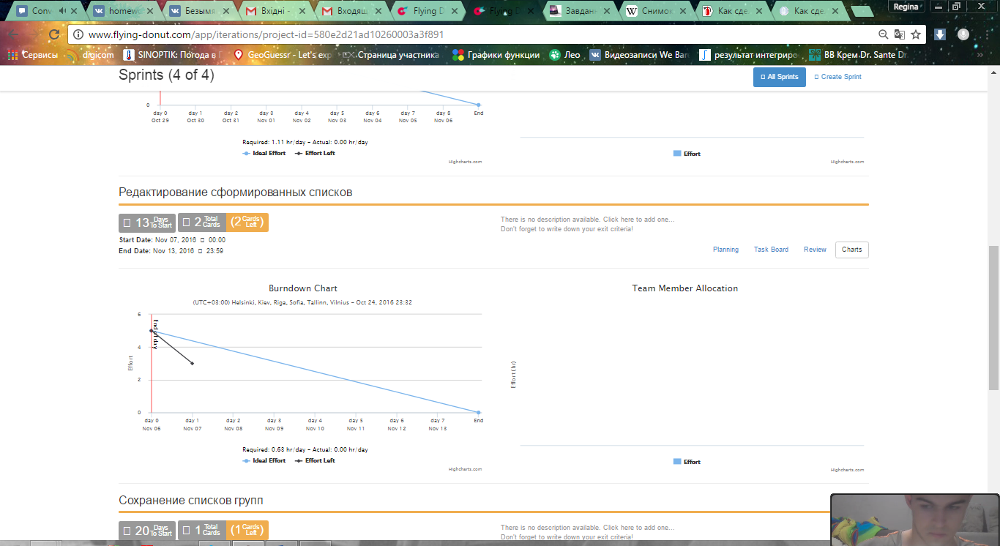 Conv
homewo
Безымя
Вхідні -
Входящ
Flying D
Flying D
Завданн
Снимок
Как сде
Как сде
Regina
www.flying-donut.com/app/iterations/project-id=580e2d21ad10260003a3f891
Сервисы
digicom
SINOPTIK: Погода в Г
GeoGuessr - Let's exp
Страница участника
Графики функции
Лео
Видеозаписи We Bar
результат интегриро
BB Крем Dr. Sante Dr
Sprints (4 of 4)
All Sprints
Create Sprint
0
day 0 day 1 day 2 day 3 day 4 day 5 day 6 day 7 day 8 End
Oct 29 Oct 30 Oct 31 Nov 01 Nov 02 Nov 03 Nov 04 Nov 05 Nov 06
Required: 1.11 hr/day – Actual: 0.00 hr/day
Ideal Effort Effort Left
Highcharts.com
Effort
Highcharts.com
Редактирование сформированных списков
13 Days To Start
2 Total Cards
(2 Cards Left)
There is no description available. Click here to add one...
Don't forget to write down your exit criteria!
Start Date: Nov 07, 2016 00:00
End Date: Nov 13, 2016 23:59
Planning Task Board Review Charts
Burndown Chart
(UTC+03:00) Helsinki, Kiev, Riga, Sofia, Tallinn, Vilnius – Oct 24, 2016 23:32
6
4
2
0
Effort
End of day
day 0 day 1 day 2 day 3 day 4 day 5 day 6 day 7 End
Nov 06 Nov 07 Nov 08 Nov 09 Nov 10 Nov 11 Nov 12 Nov 13
Required: 0.63 hr/day – Actual: 0.00 hr/day
Ideal Effort Effort Left
Highcharts.com
Team Member Allocation
Effort (hr)
Effort
Highcharts.com
Сохранение списков групп
20 Days To Start
1 Total Cards
(1 Cards Left)
There is no description available. Click here to add one...
Don't forget to write down your exit criteria!